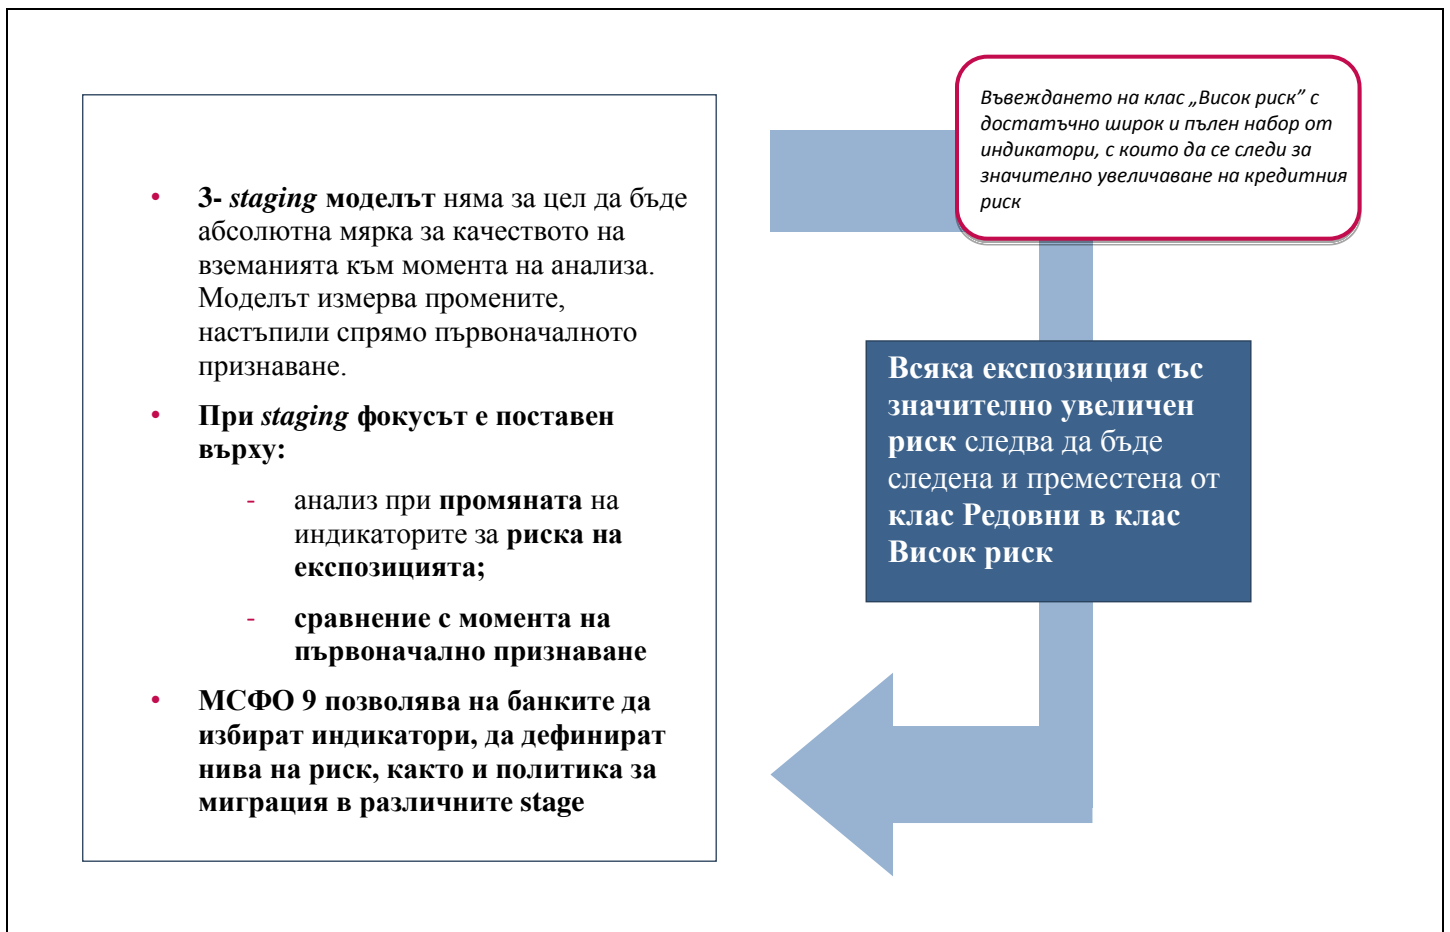 • 3- staging моделът няма за цел да бъде
абсолютна мярка за качеството на
вземанията към момента на анализа.
Моделът измерва промените,
настъпили спрямо първоначалното
признаване.
• При staging фокусът е поставен
върху:
- анализ при промяната на
индикаторите за риска на
експозицията;
- сравнение с момента на
първоначално признаване
• МСФО 9 позволява на банките да
избират индикатори, да дефинират
нива на риск, както и политика за
миграция в различните stage
Въвеждането на клас „Висок риск” с
достатъчно широк и пълен набор от
индикатори, с които да се следи за
значително увеличаване на кредитния
риск
Всяка експозиция със
значително увеличен
риск следва да бъде
следена и преместена от
клас Редовни в клас
Висок риск